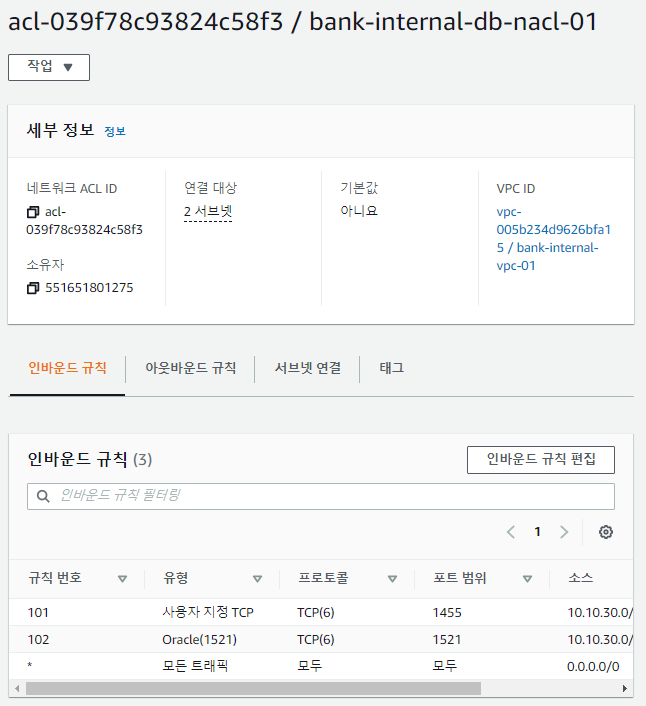 acl-039f78c93824c58f3 / bank-internal-db-nacl-01
작업 ▼
세부 정보 정보
네트워크 ACL ID
acl-
039f78c93824c58f3
소유자
551651801275
연결 대상
2 서브넷
기본값
아니요
VPC ID
vpc-
005b234d9626bfa1
5 / bank-internal-
vpc-01
인바운드 규칙 아웃바운드 규칙 서브넷 연결 태그
인바운드 규칙 (3) 인바운드 규칙 편집
인바운드 규칙 필터링
1
규칙 번호 유형 프로토콜 포트 범위 소스
101 사용자 지정 TCP TCP(6) 1455 10.10.30.0/
102 Oracle(1521) TCP(6) 1521 10.10.30.0/
* 모든 트래픽 모두 모두 0.0.0.0/0